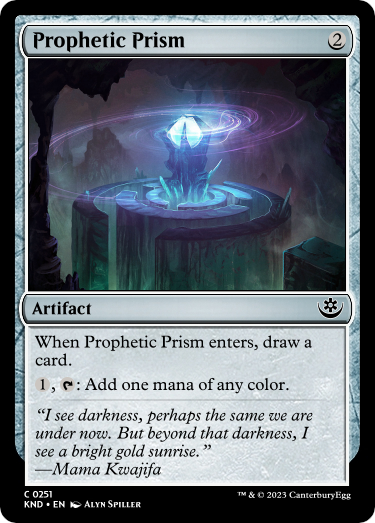 Prophetic Prism 2
Artifact
When Prophetic Prism enters, draw a
card.
1, : Add one mana of any color.
“I see darkness, perhaps the same we are
under now. But beyond that darkness, I
see a bright gold sunrise.”
—Mama Kwajifa
C 0251
KND • EN ALYN SPILLER
™ & © 2023 CanterburyEgg